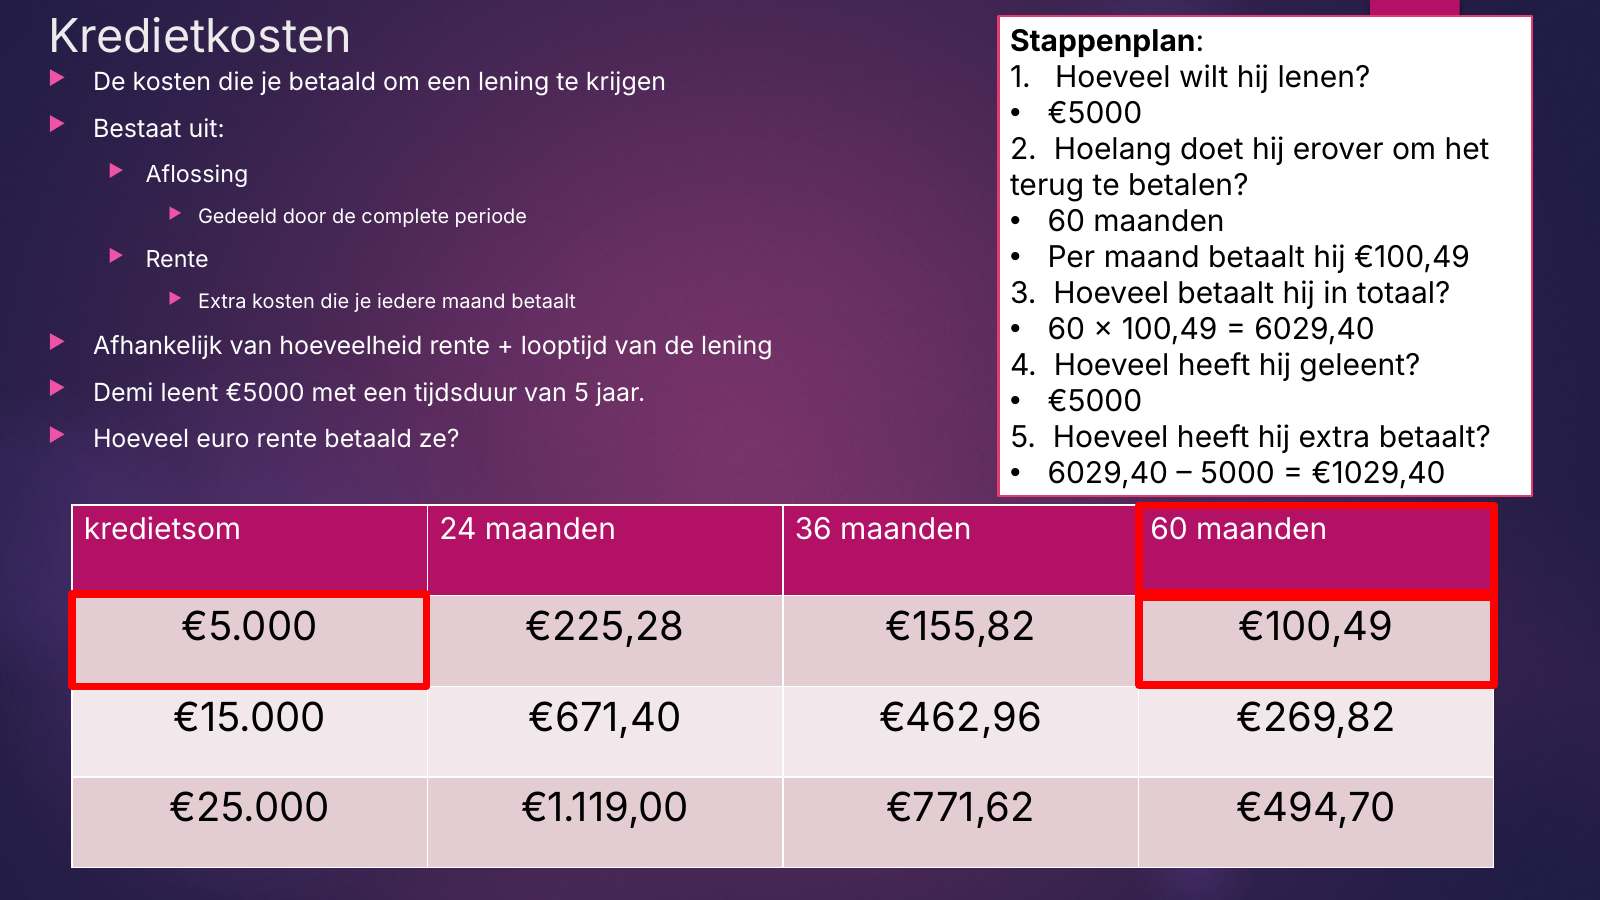 Kredietkosten
De kosten die je betaald om een lening te krijgen
Bestaat uit:
Aflossing
Gedeeld door de complete periode
Rente
Extra kosten die je iedere maand betaalt
Afhankelijk van hoeveelheid rente + looptijd van de lening
Demi leent €5000 met een tijdsduur van 5 jaar.
Hoeveel euro rente betaald ze?
Stappenplan:
1. Hoeveel wilt hij lenen?
• €5000
2. Hoelang doet hij erover om het
terug te betalen?
• 60 maanden
• Per maand betaalt hij €100,49
3. Hoeveel betaalt hij in totaal?
• 60 × 100,49 = 6029,40
4. Hoeveel heeft hij geleent?
• €5000
5. Hoeveel heeft hij extra betaalt?
• 6029,40 – 5000 = €1029,40
kredietsom 24 maanden 36 maanden 60 maanden
€5.000 €225,28 €155,82 €100,49
€15.000 €671,40 €462,96 €269,82
€25.000 €1.119,00 €771,62 €494,70